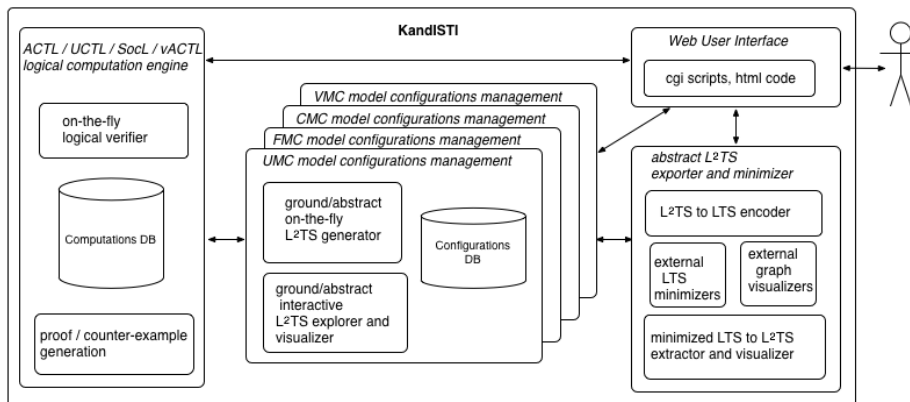 KandISTI
ACTL / UCTL / SocL / vACTL
logical computation engine
on-the-fly
logical verifier
Computations DB
proof / counter-example
generation
VMC model configurations management
CMC model configurations management
FMC model configurations management
UMC model configurations management
ground/abstract
on-the-fly
L²TS generator
ground/abstract
interactive
L²TS explorer and
visualizer
Configurations
DB
Web User Interface
cgi scripts, html code
abstract L²TS
exporter and minimizer
L²TS to LTS encoder
external
LTS
minimizers
external
graph
visualizers
minimized LTS to L²TS
extractor and visualizer